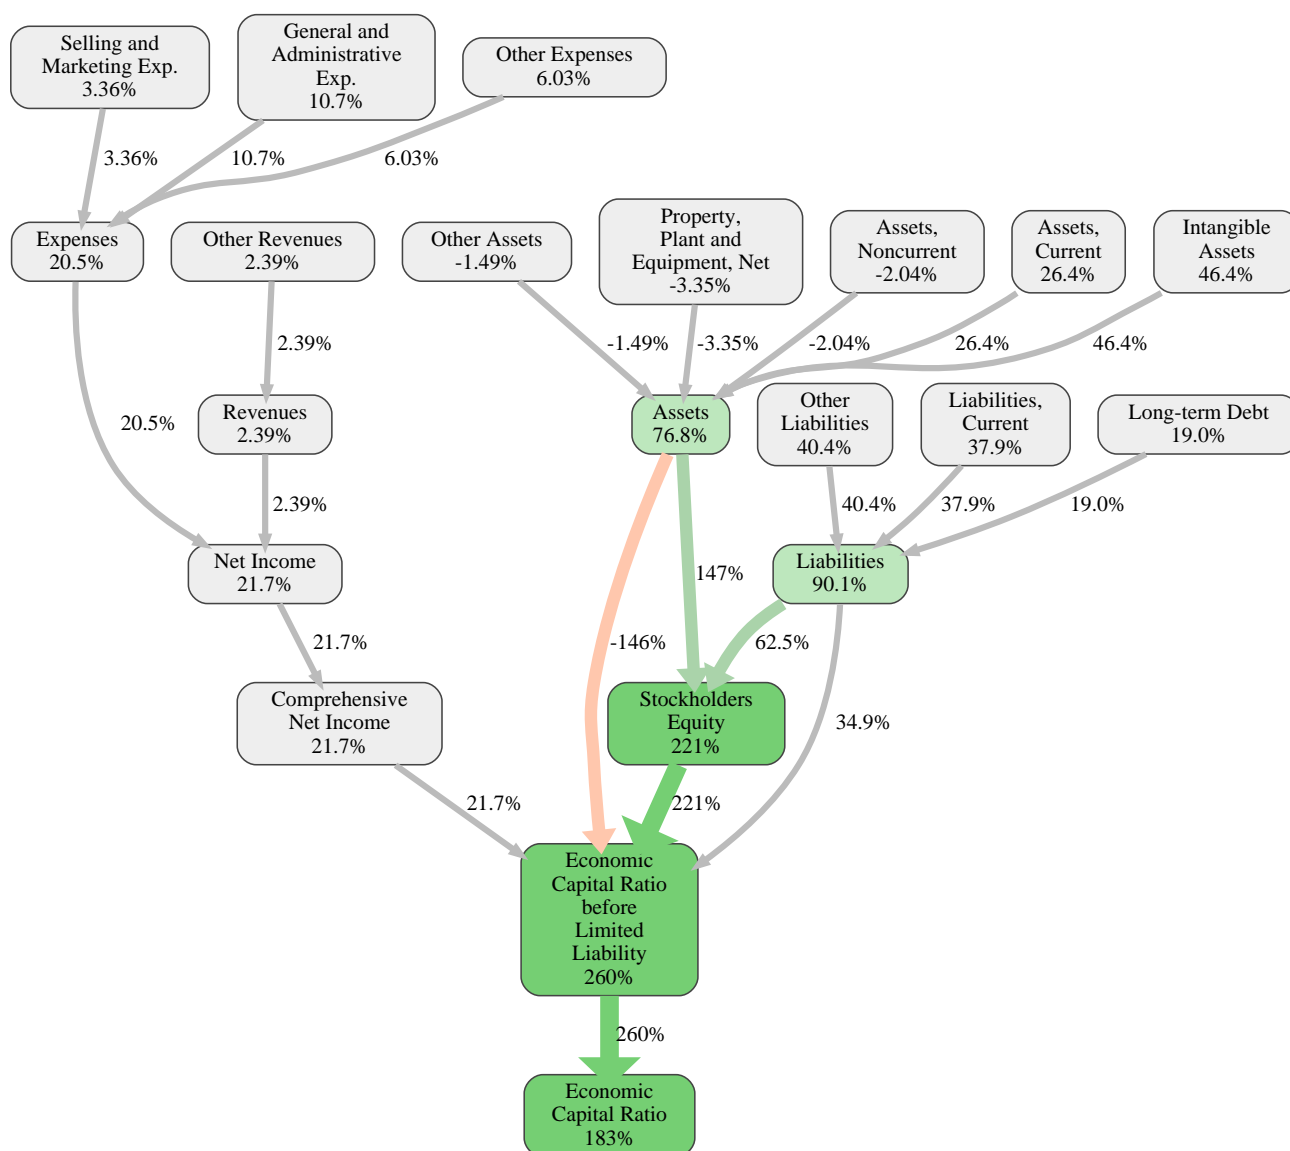 Selling and
Marketing Exp.
3.36%
General and
Administrative
Exp.
10.7%
Other Expenses
6.03%
3.36%
10.7%
6.03%
Expenses
20.5%
Other Revenues
2.39%
Other Assets
-1.49%
Property,
Plant and
Equipment, Net
-3.35%
Assets,
Noncurrent
-2.04%
Assets,
Current
26.4%
Intangible
Assets
46.4%
2.39%
-1.49%
-3.35%
-2.04%
26.4%
46.4%
20.5%
Revenues
2.39%
Assets
76.8%
Other
Liabilities
40.4%
Liabilities,
Current
37.9%
Long-term Debt
19.0%
2.39%
40.4%
37.9%
19.0%
Net Income
21.7%
147%
Liabilities
90.1%
21.7%
-146%
62.5%
Comprehensive
Net Income
21.7%
Stockholders
Equity
221%
34.9%
21.7%
221%
Economic
Capital Ratio
before
Limited
Liability
260%
260%
Economic
Capital Ratio
183%